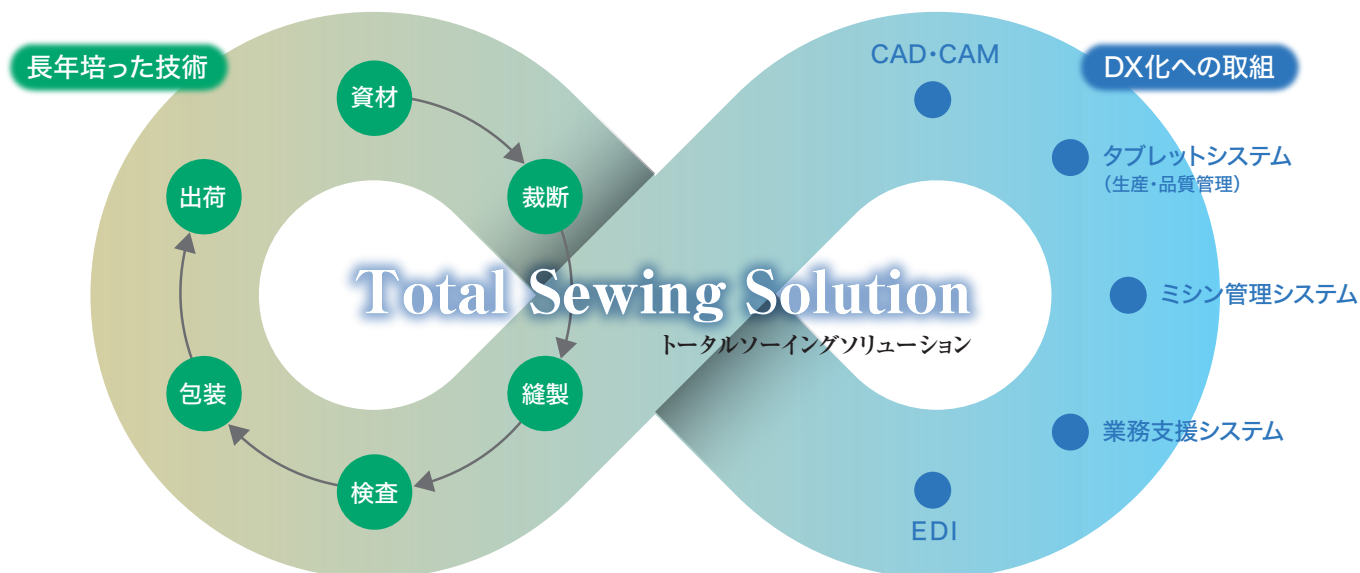 長年培った技術
資材
裁断
縫製
検査
包装
出荷
Total Sewing Solution
トータルソーイングソリューション
DX化への取組
CAD・CAM
タブレットシステム
（生産・品質管理）
ミシン管理システム
業務支援システム
EDI